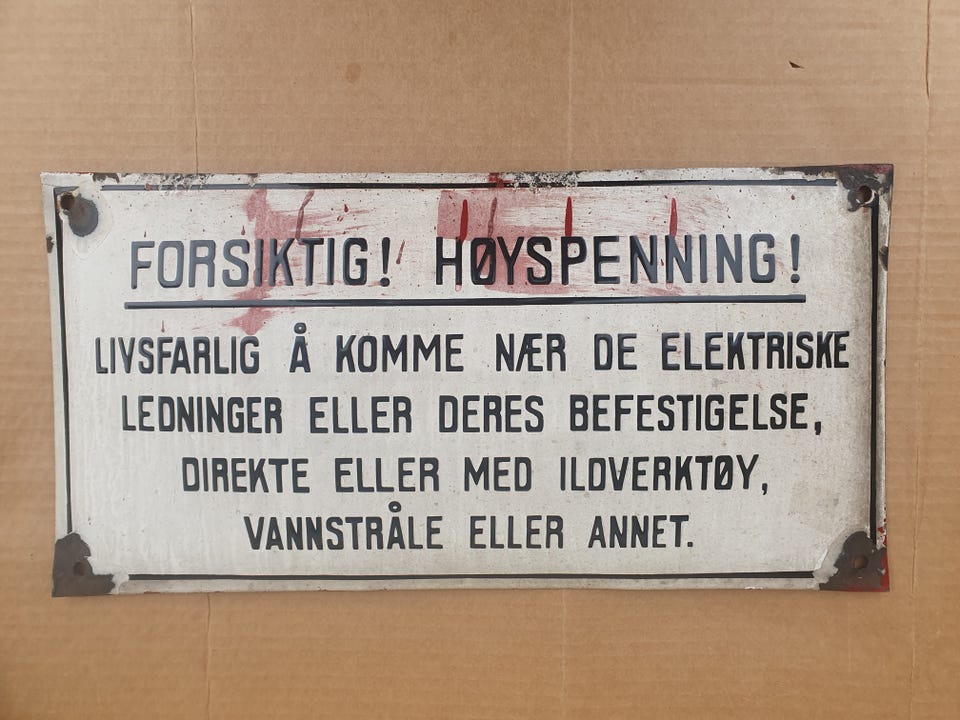 FORSIKTIG! HØYSPENNING!
LIVSFARLIG Å KOMME NÆR DE ELEKTRISKE
LEDNINGER ELLER DERES BEFESTIGELSE,
DIREKTE ELLER MED ILDVERKTØY,
VANNSTRÅLE ELLER ANNET.